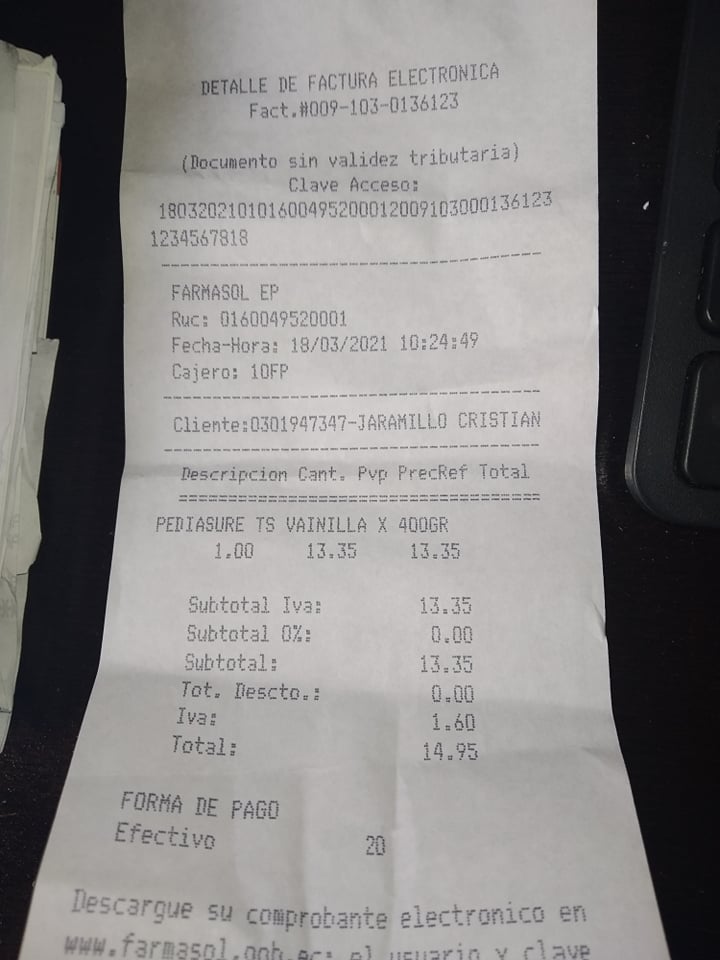 DETALLE DE FACTURA ELECTRONICA
Fact.#009-103-0136123
(Documento sin validez tributaria)
Clave Acceso:
180320210101600495200012009103000136123
1234567818
FARMASOL EP
Ruc: 0160049520001
Fecha-Hora: 18/03/2021 10:24:49
Cajero: 10FP
Cliente:0301947347-JARAMILLO CRISTIAN
Descripcion Cant. Pvp PrecRef Total
PEDIASURE TS VAINILLA X 400GR
1.00 13.35 13.35
Subtotal Iva: 13.35
Subtotal 0%: 0.00
Subtotal: 13.35
Tot. Descto.: 0.00
Iva: 1.60
Total: 14.95
FORMA DE PAGO
Efectivo 20
Descargue su comprobante electronico en
www.farmasol.gob.ec: el usuario y clave